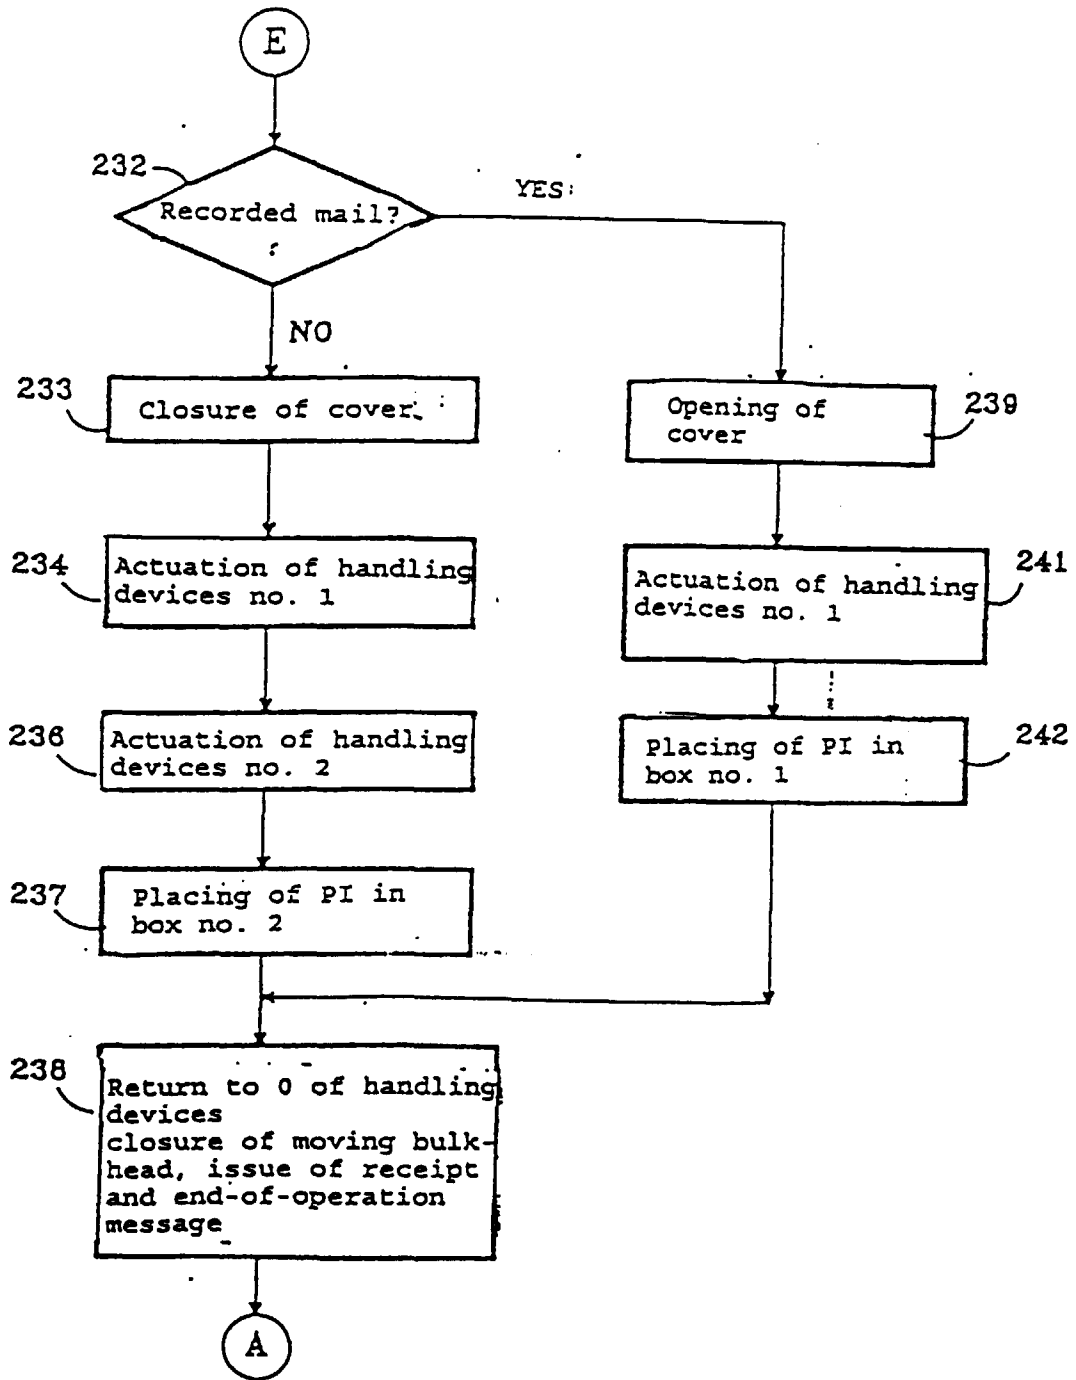 E
232
Recorded mail?
YES:
NO
233
Closure of cover.
239
Opening of
cover
234
Actuation of handling
devices no. 1
241
Actuation of handling
devices no. 1
236
Actuation of handling
devices no. 2
242
Placing of PI in
box no. 1
237
Placing of PI in
box no. 2
238
Return to 0 of handling
devices
closure of moving bulk-
head, issue of receipt
and end-of-operation
message
A